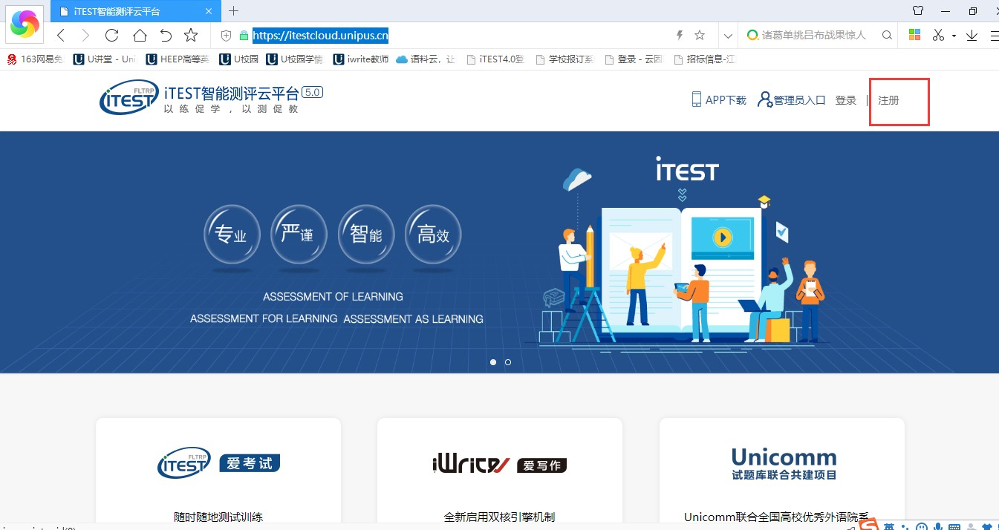 iTEST智能测评云平台
https://itestcloud.unipus.cn
诸葛单挑吕布战果惊人
163网易免
U讲堂 - Uni
HEEP高等英
U校园
U校园学情
iwrite教师
语料云，让
iTEST4.0登
学校报订系
登录 - 云因
招标信息-江
FLTRP
iTEST
iTEST智能测评云平台 5.0
以练促学，以测促教
APP下载
管理员入口
登录 |
注册
iTEST
专业
严谨
智能
高效
ASSESSMENT OF LEARNING
ASSESSMENT FOR LEARNING ASSESSMENT AS LEARNING
FLTRP
iTEST
爱考试
iWrite
爱写作
Unicomm
试题库联合共建项目
随时随地测试训练
全新启用双核引擎机制
Unicomm联合全国高校优秀外语院系
英